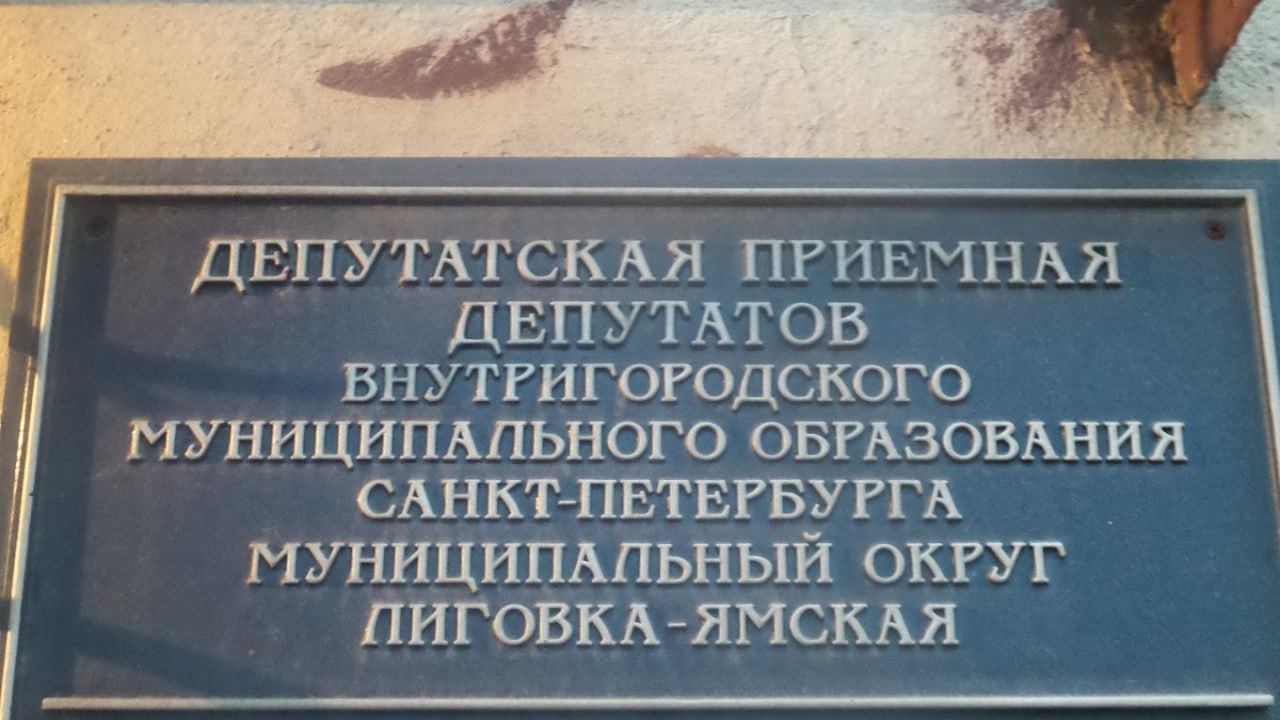 ДЕПУТАТСКАЯ ПРИЕМНАЯ
ДЕПУТАТОВ
ВНУТРИГОРОДСКОГО
МУНИЦИПАЛЬНОГО ОБРАЗОВАНИЯ
САНКТ-ПЕТЕРБУРГА
МУНИЦИПАЛЬНЫЙ ОКРУГ
ЛИГОВКА-ЯМСКАЯ